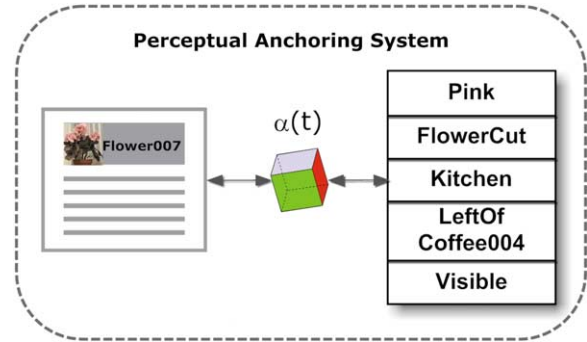 Perceptual Anchoring System
Flower007
α(t)
Pink
FlowerCut
Kitchen
LeftOf
Coffee004
Visible